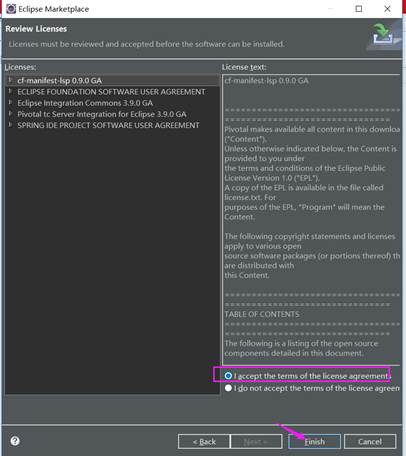 Eclipse Marketplace
Review Licenses
Licenses must be reviewed and accepted before the software can be installed.
Licenses:
cf-manifest-lsp 0.9.0 GA
ECLIPSE FOUNDATION SOFTWARE USER AGREEMENT
Eclipse Integration Commons 3.9.0 GA
Pivotal tc Server Integration for Eclipse 3.9.0 GA
SPRING IDE PROJECT SOFTWARE USER AGREEMENT
License text:
cf-manifest-lsp 0.9.0 GA
==============================
===========================
Pivotal makes available all content in this downloa
("Content").
Unless otherwise indicated below, the Content is
provided to you under
the terms and conditions of the Eclipse Public
License Version 1.0 ("EPL").
A copy of the EPL is available in the file called
license.txt. For
purposes of the EPL, "Program" will mean the
Content.
The following copyright statements and licenses
apply to various open
source software packages (or portions thereof) th
are distributed with
this Content.
==============================
===========================
TABLE OF CONTENTS
==============================
===========================
The following is a listing of the open source
components detailed in this document.
I accept the terms of the license agreements
I do not accept the terms of the license agreem
< Back
Next >
Finish
Cancel